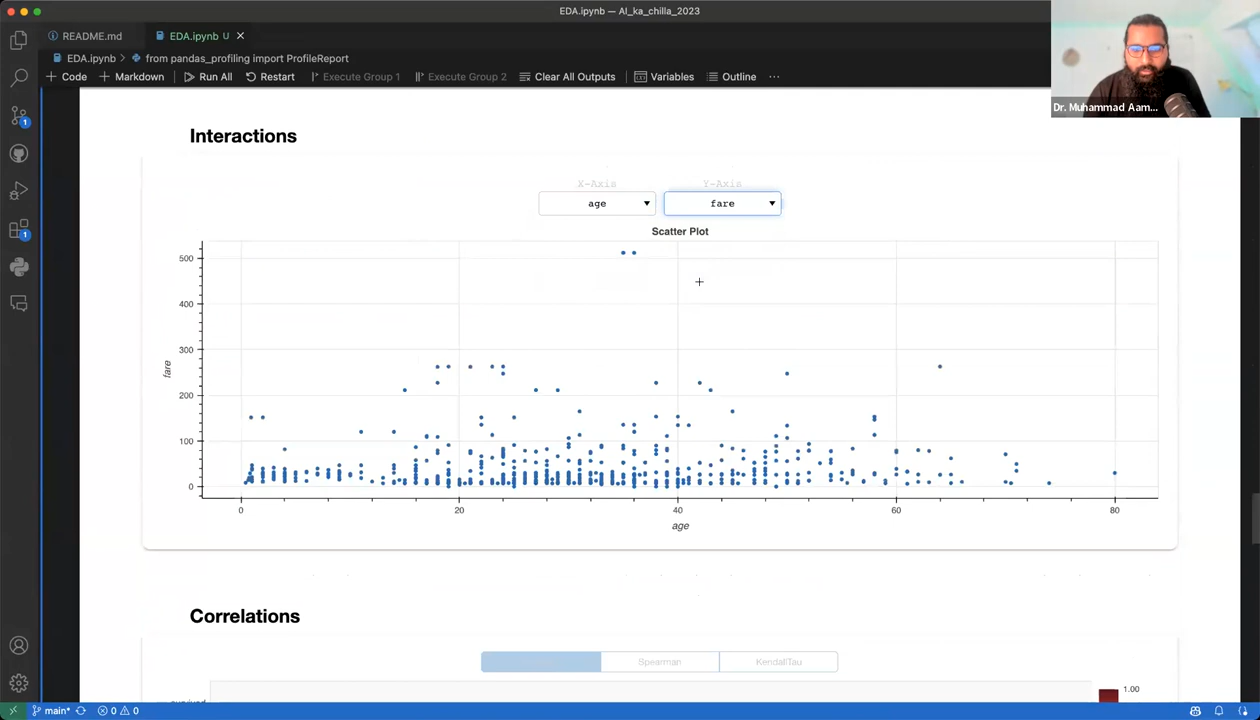 EDA.ipynb — AI_ka_chilla_2023
README.md
EDA.ipynb U
EDA.ipynb > from pandas_profiling import ProfileReport
Code
Markdown
Run All
Restart
Execute Group 1
Execute Group 2
Clear All Outputs
Variables
Outline
...
Dr. Muhammad Aam...
Interactions
X-Axis
Y-Axis
age
fare
Scatter Plot
500
400
300
200
100
0
fare
0
20
40
60
80
age
Correlations
Spearman
KendallTau
survived
1.00
1
1
main*
0
0